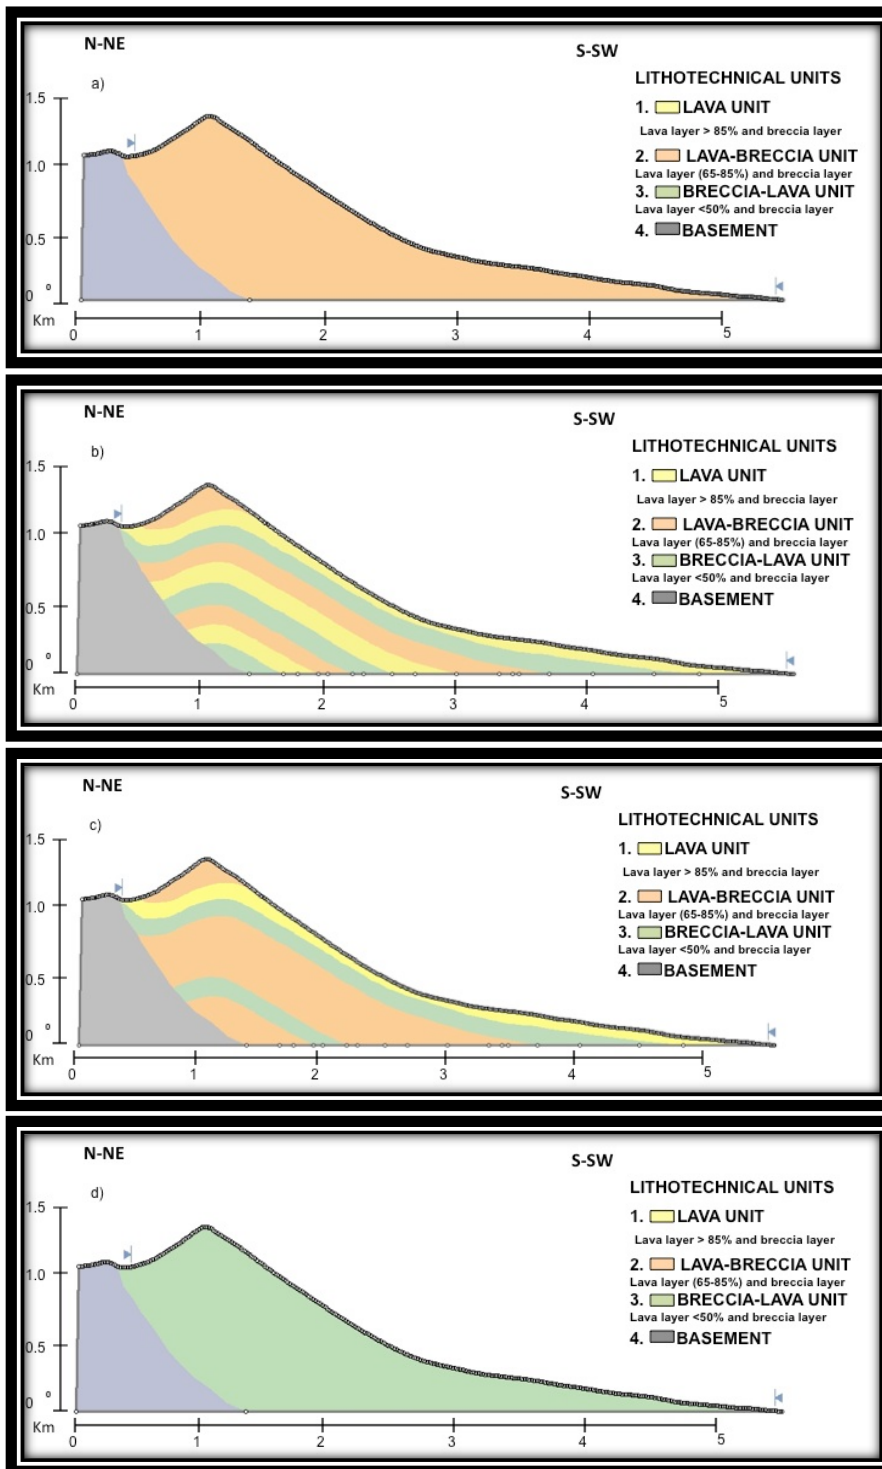 N-NE
S-SW
a)
LITHOTECHNICAL UNITS
1. LAVA UNIT
Lava layer > 85% and breccia layer
2. LAVA-BRECCIA UNIT
Lava layer (65-85%) and breccia layer
3. BRECCIA-LAVA UNIT
Lava layer <50% and breccia layer
4. BASEMENT
1.5
1.0
0.5
0 º
Km
0 1 2 3 4 5
N-NE
S-SW
b)
LITHOTECHNICAL UNITS
1. LAVA UNIT
Lava layer > 85% and breccia layer
2. LAVA-BRECCIA UNIT
Lava layer (65-85%) and breccia layer
3. BRECCIA-LAVA UNIT
Lava layer <50% and breccia layer
4. BASEMENT
1.5
1.0
0.5
0 º
Km
0 1 2 3 4 5
N-NE
S-SW
c)
LITHOTECHNICAL UNITS
1. LAVA UNIT
Lava layer > 85% and breccia layer
2. LAVA-BRECCIA UNIT
Lava layer (65-85%) and breccia layer
3. BRECCIA-LAVA UNIT
Lava layer <50% and breccia layer
4. BASEMENT
1.5
1.0
0.5
0 º
Km
0 1 2 3 4 5
N-NE
S-SW
d)
LITHOTECHNICAL UNITS
1. LAVA UNIT
Lava layer > 85% and breccia layer
2. LAVA-BRECCIA UNIT
Lava layer (65-85%) and breccia layer
3. BRECCIA-LAVA UNIT
Lava layer <50% and breccia layer
4. BASEMENT
1.5
1.0
0.5
0 º
Km
0 1 2 3 4 5